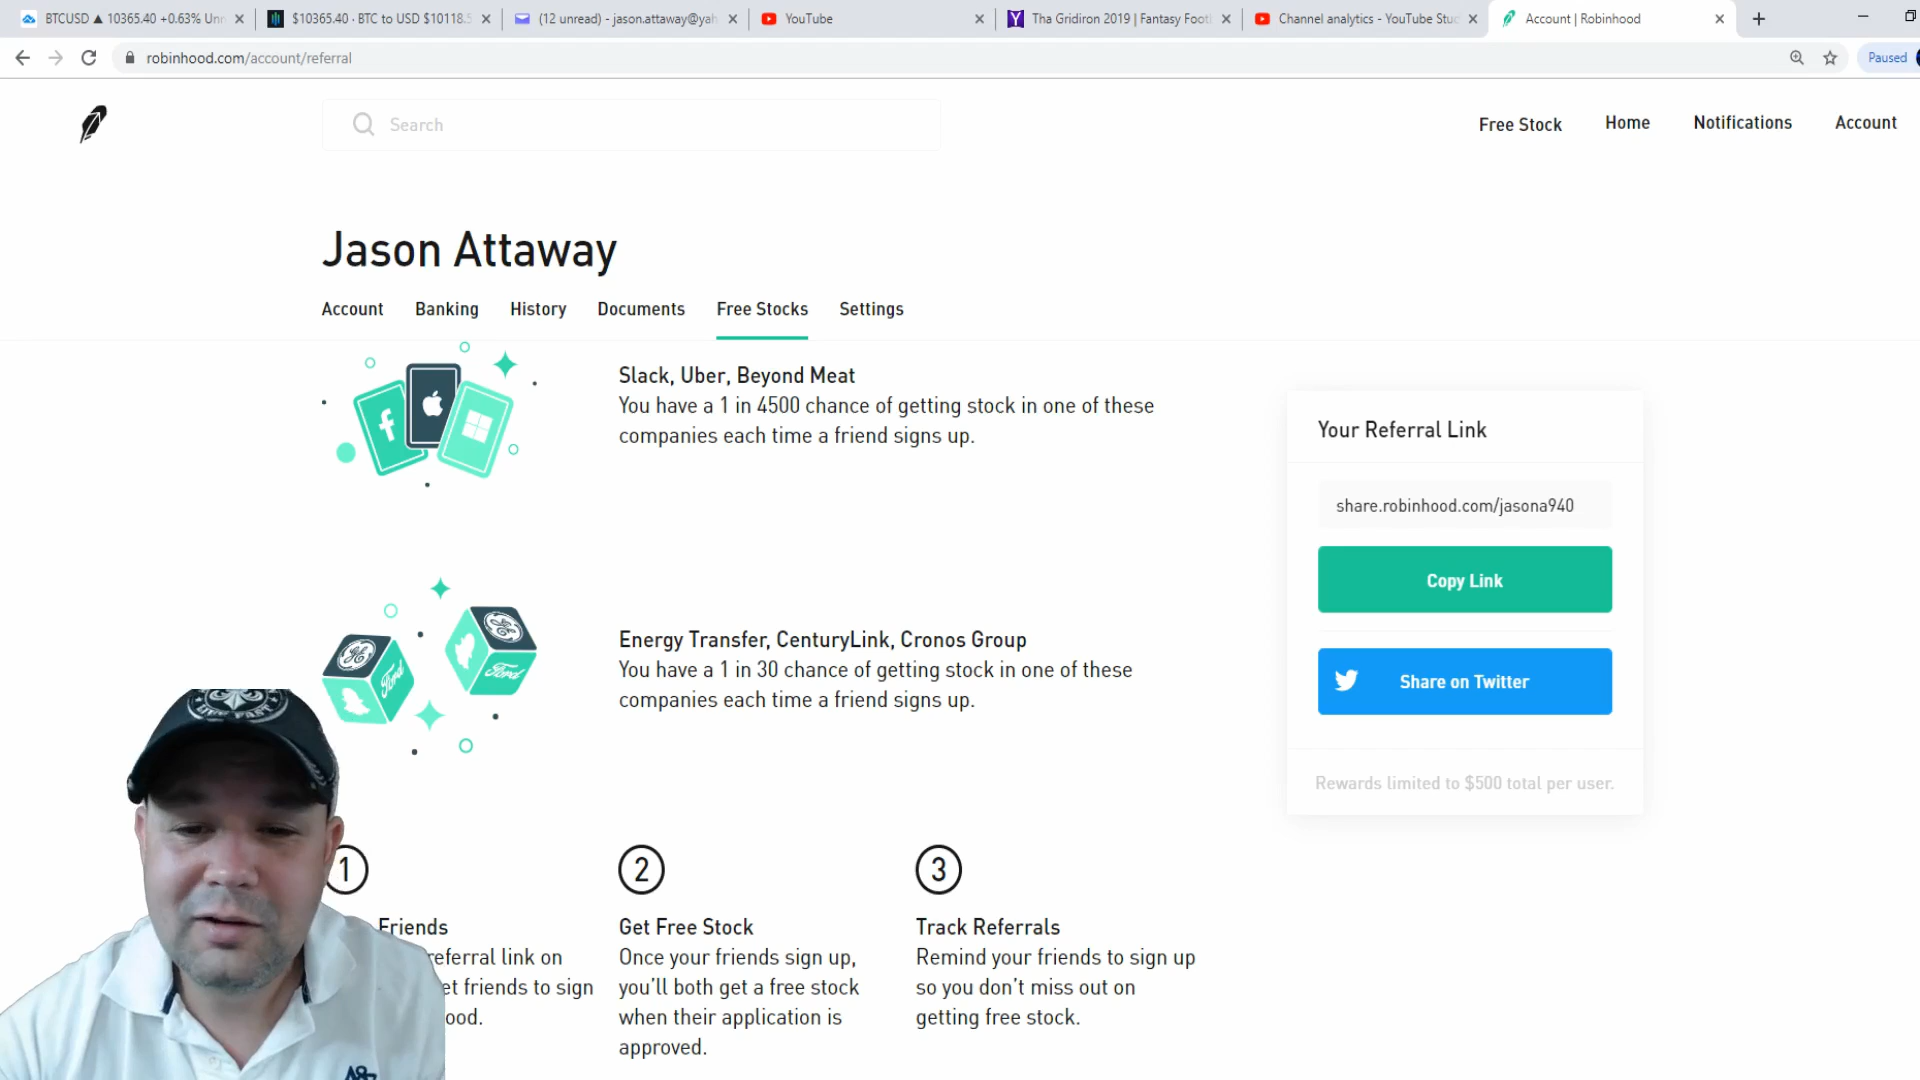 BTCUSD ▲ 10365.40 +0.63% Unn
$10365.40 · BTC to USD $10118.5
(12 unread) - jason.attaway@yah
YouTube
Tha Gridiron 2019 | Fantasy Footl
Channel analytics - YouTube Stud
Account | Robinhood
robinhood.com/account/referral
Paused
Search
Free Stock
Home
Notifications
Account
Jason Attaway
Account
Banking
History
Documents
Free Stocks
Settings
Slack, Uber, Beyond Meat
You have a 1 in 4500 chance of getting stock in one of these
companies each time a friend signs up.
Your Referral Link
share.robinhood.com/jasona940
Copy Link
Share on Twitter
Rewards limited to $500 total per user.
Energy Transfer, CenturyLink, Cronos Group
You have a 1 in 30 chance of getting stock in one of these
companies each time a friend signs up.
Ford
Ford
LIVE FAST
1
Friends
referral link on
et friends to sign
ood.
2
Get Free Stock
Once your friends sign up,
you'll both get a free stock
when their application is
approved.
3
Track Referrals
Remind your friends to sign up
so you don't miss out on
getting free stock.